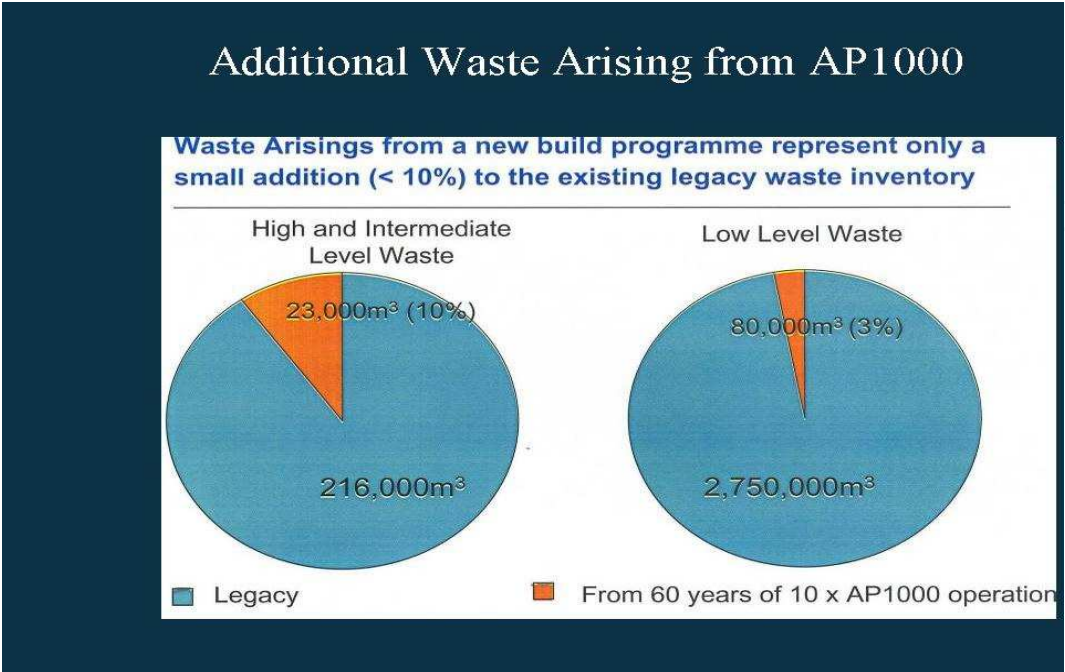 Additional Waste Arising from AP1000
Waste Arisings from a new build programme represent only a
small addition (< 10%) to the existing legacy waste inventory
High and Intermediate
Level Waste
23,000m³ (10%)
216,000m³
Low Level Waste
80,000m³ (3%)
2,750,000m³
Legacy
From 60 years of 10 x AP1000 operation